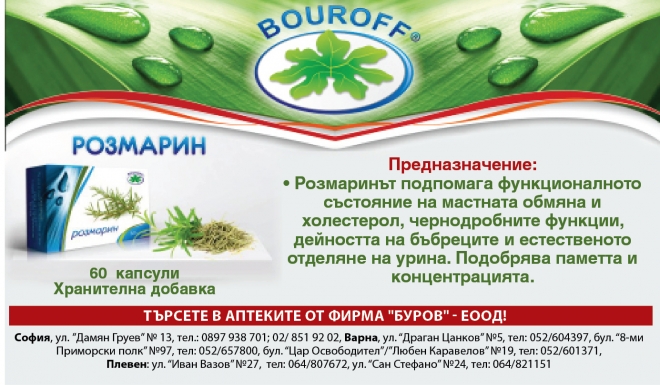 BOUROFF®
РОЗМАРИН
розмарин
60 капсули
Хранителна добавка
Предназначение:
• Розмаринът подпомага функционалното
състояние на мастната обмяна и
холестерол, чернодробните функции,
дейността на бъбреците и естественото
отделяне на урина. Подобрява паметта и
концентрацията.
ТЪРСЕТЕ В АПТЕКИТЕ ОТ ФИРМА "БУРОВ" - ЕООД!
София, ул. "Дамян Груев" № 13, тел.: 0897 938 701; 02/ 851 92 02, Варна, ул. "Драган Цанков" №5, тел: 052/604397, бул. "8-ми
Приморски полк" №97, тел: 052/657800, бул. "Цар Освободител"/"Любен Каравелов" №19, тел: 052/601371,
Плевен: ул. "Иван Вазов" №27, тел: 064/807672, ул. "Сан Стефано" №24, тел: 064/821151